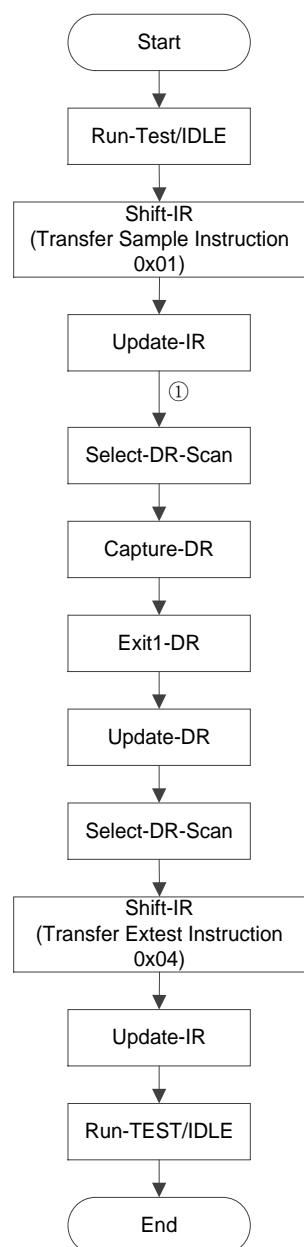 Start
Run-Test/IDLE
Shift-IR
(Transfer Sample Instruction
0x01)
Update-IR
①
Select-DR-Scan
Capture-DR
Exit1-DR
Update-DR
Select-DR-Scan
Shift-IR
(Transfer Extest Instruction
0x04)
Update-IR
Run-TEST/IDLE
End